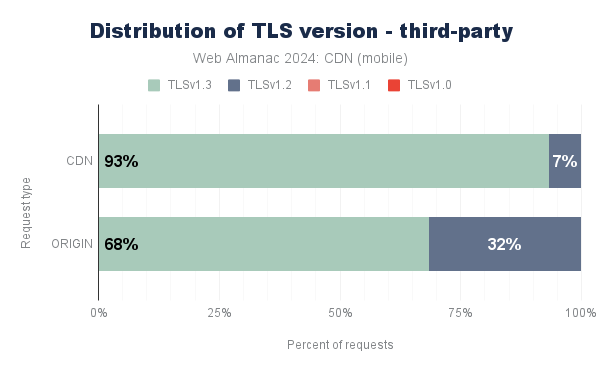 Distribution of TLS version - third-party
Web Almanac 2024: CDN (mobile)
TLSv1.3 TLSv1.2 TLSv1.1 TLSv1.0
Request type
CDN 93% 7%
ORIGIN 68% 32%
0% 25% 50% 75% 100%
Percent of requests